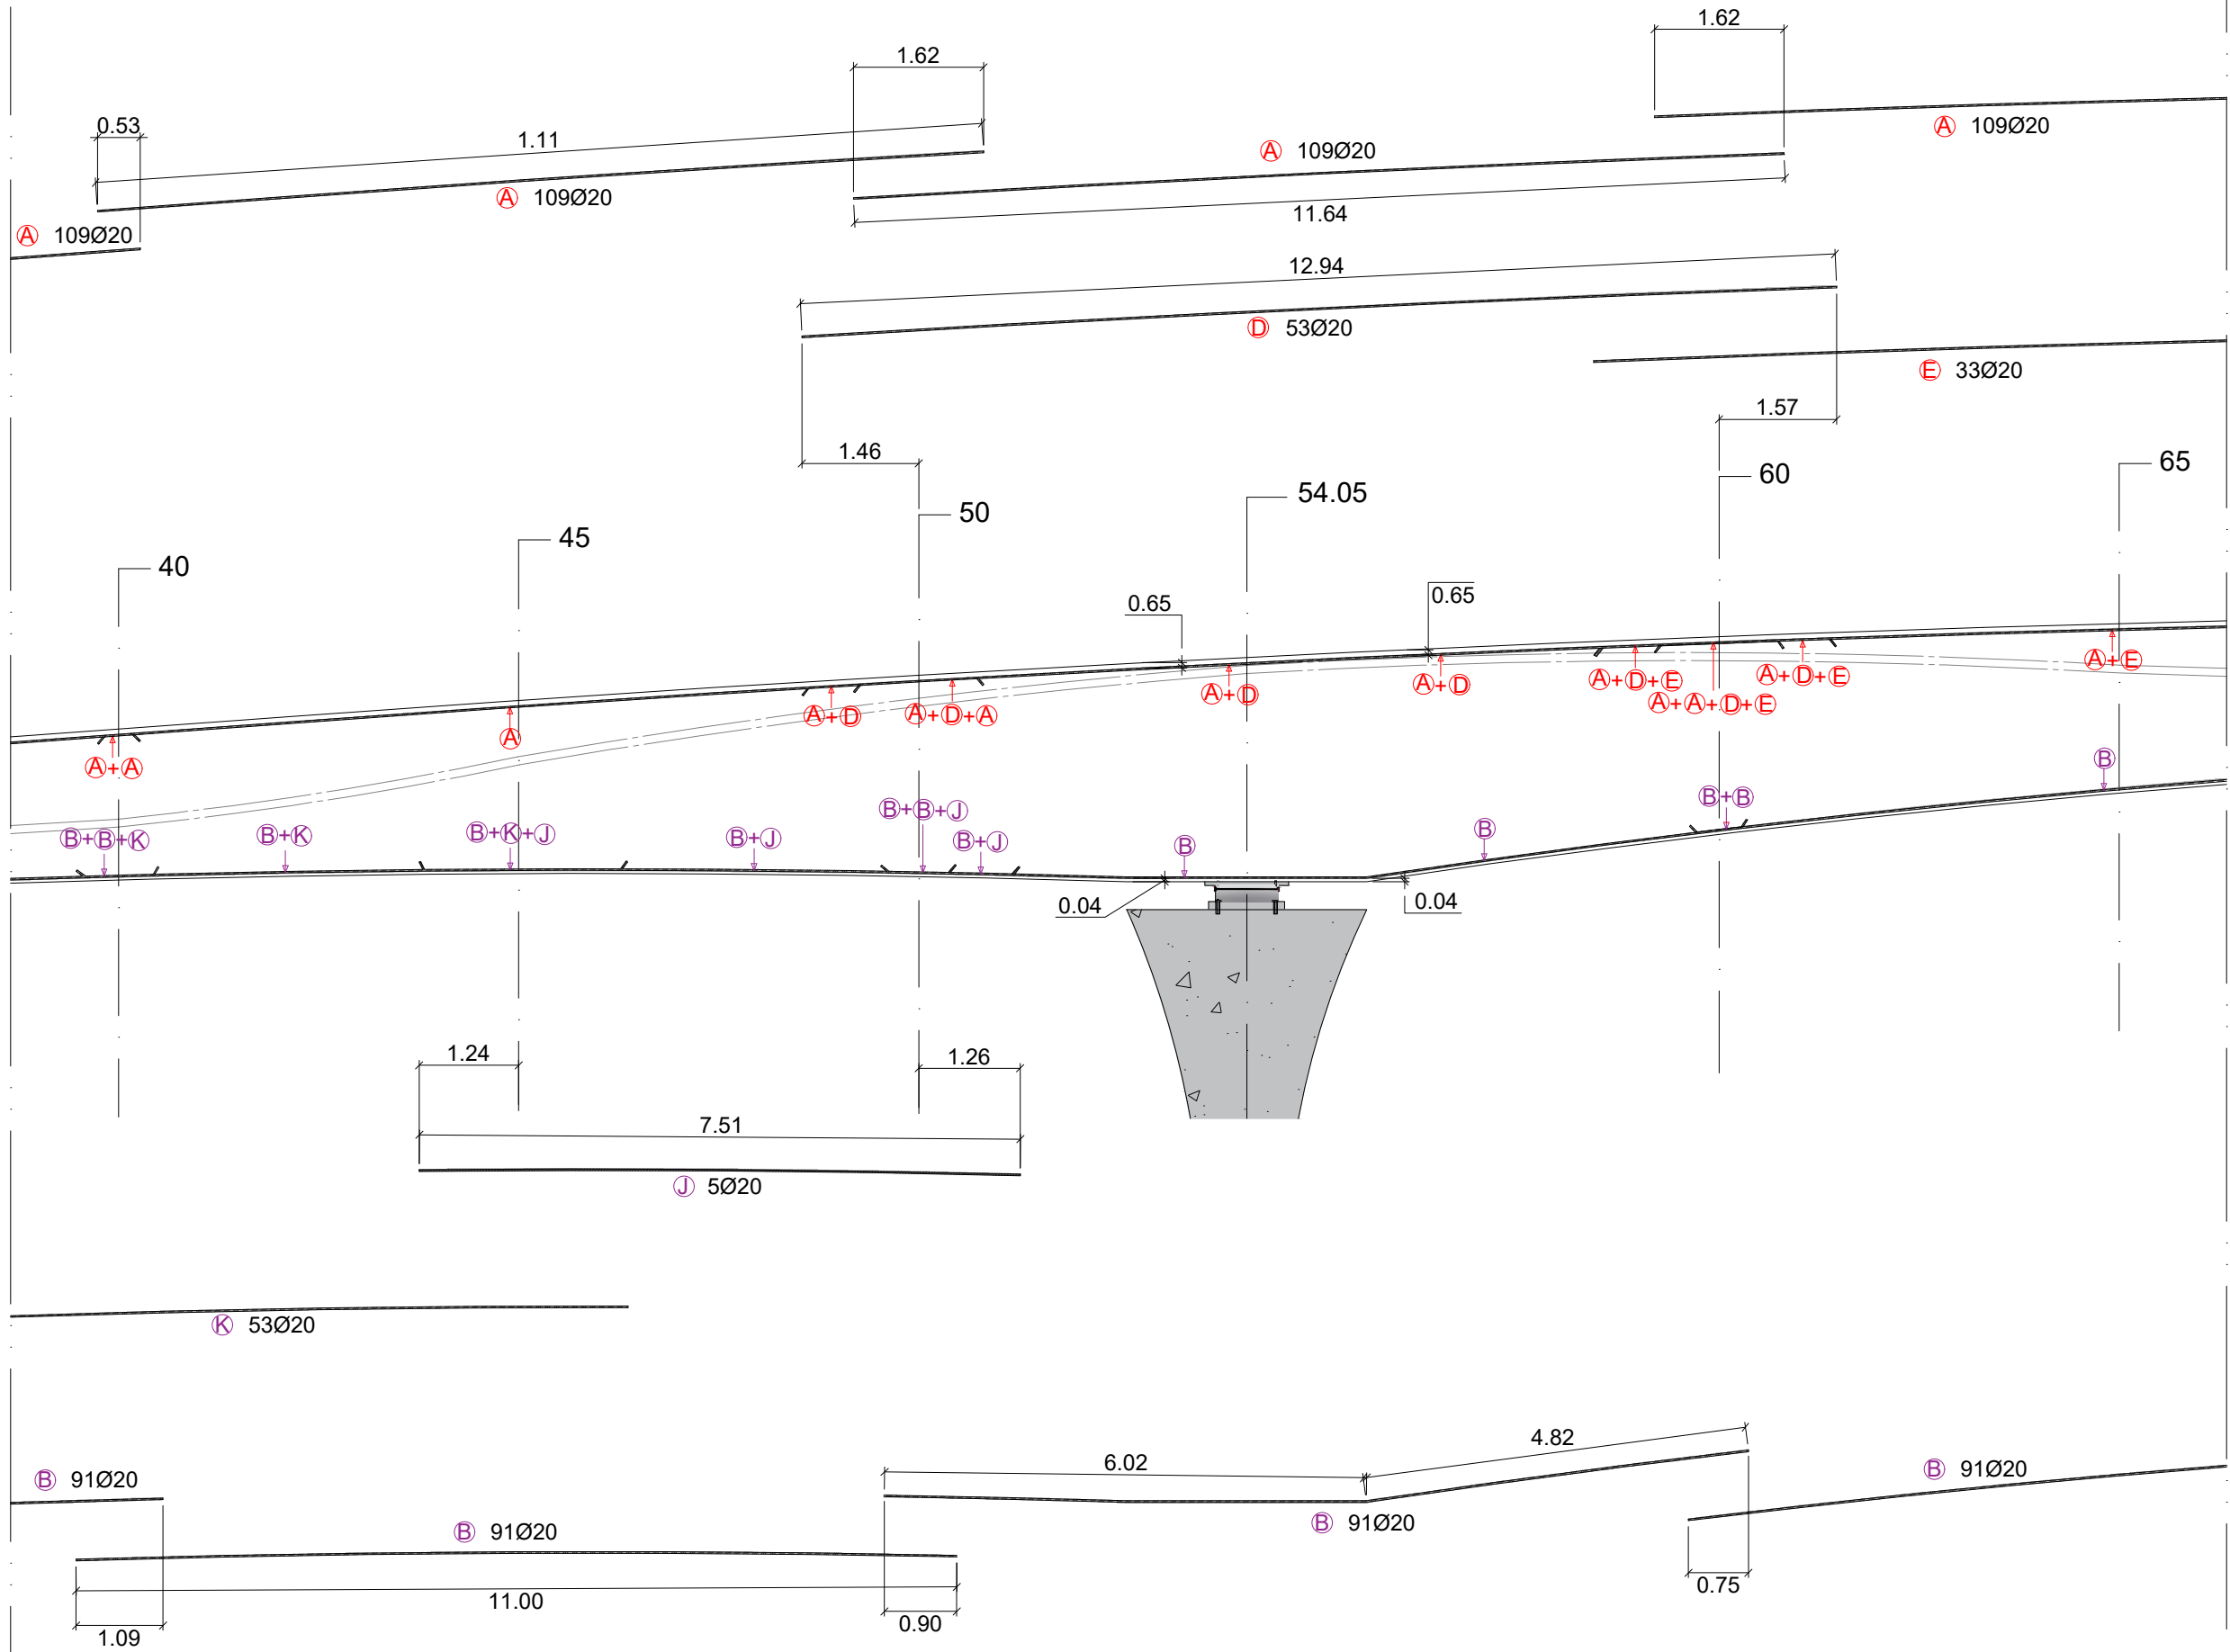 1.62
1.62
0.53
1.11
A 109Ø20
A 109Ø20
A 109Ø20
11.64
A 109Ø20
12.94
D 53Ø20
E 33Ø20
1.57
1.46
65
60
54.05
50
45
40
0.65
0.65
A+A
A
A+D
A+D+A
A+D
A+D
A+D+E
A+A+D+E
A+D+E
A+E
B+B+K
B+K
B+K+J
B+J
B+B+J
B+J
B
B
B+B
B
0.04
0.04
1.24
1.26
7.51
J 5Ø20
K 53Ø20
B 91Ø20
6.02
4.82
B 91Ø20
B 91Ø20
B 91Ø20
11.00
0.75
0.90
1.09